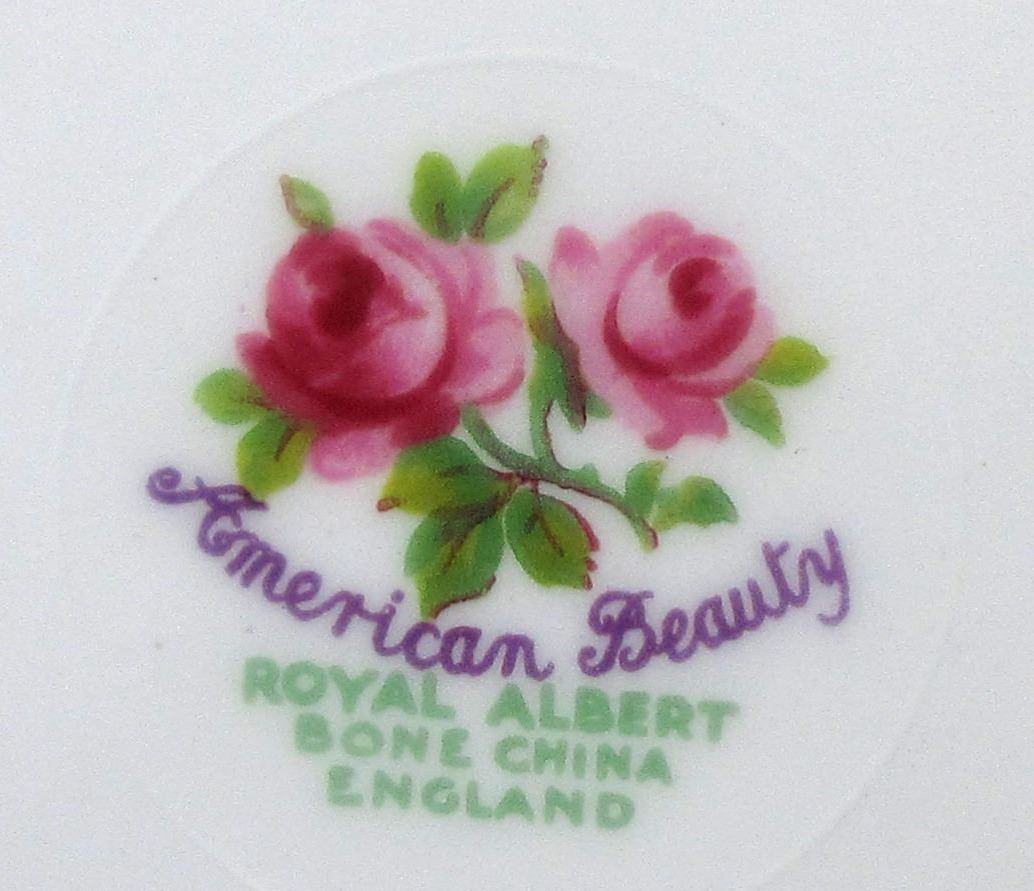 American Beauty
ROYAL ALBERT
BONE CHINA
ENGLAND